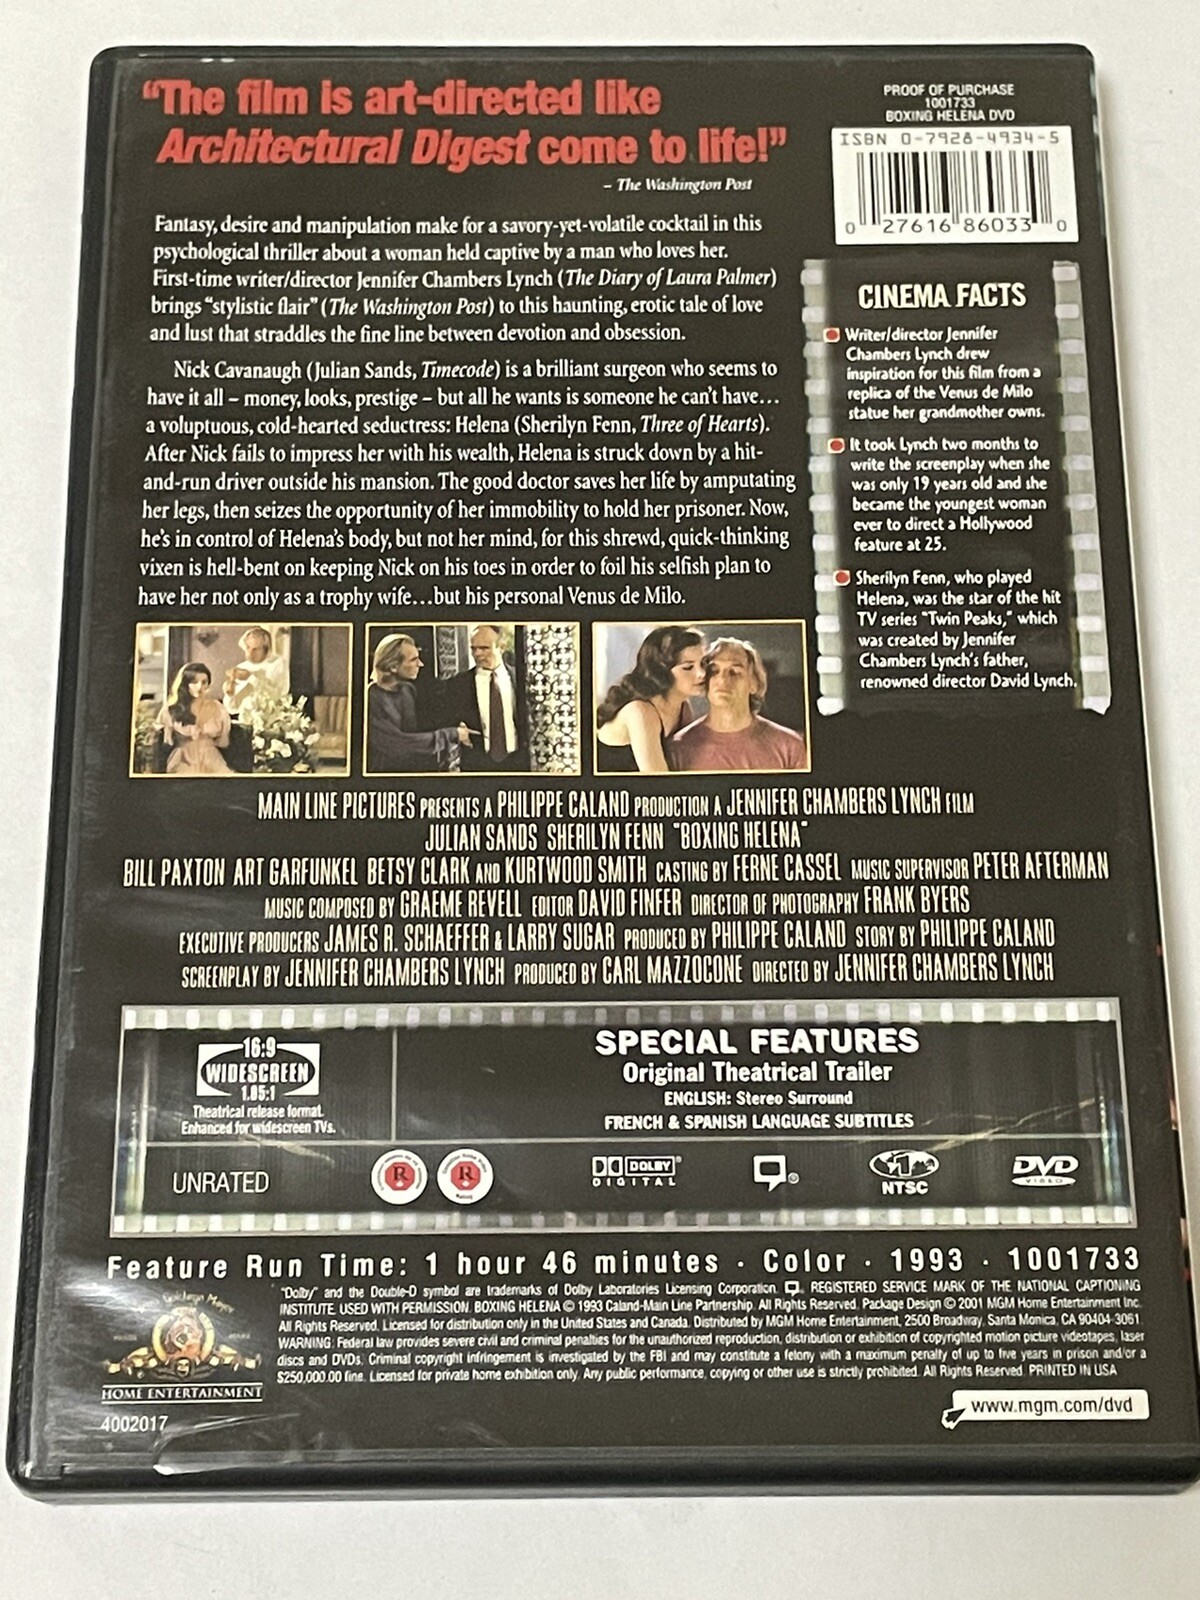 “The film is art-directed like
Architectural Digest come to life!”
– The Washington Post
PROOF OF PURCHASE
1001733
BOXING HELENA DVD
ISBN 0-7928-4934-5
0 27616 86033 0
Fantasy, desire and manipulation make for a savory-yet-volatile cocktail in this
psychological thriller about a woman held captive by a man who loves her.
First-time writer/director Jennifer Chambers Lynch (The Diary of Laura Palmer)
brings “stylistic flair” (The Washington Post) to this haunting, erotic tale of love
and lust that straddles the fine line between devotion and obsession.
Nick Cavanaugh (Julian Sands, Timecode) is a brilliant surgeon who seems to
have it all – money, looks, prestige – but all he wants is someone he can’t have…
a voluptuous, cold-hearted seductress: Helena (Sherilyn Fenn, Three of Hearts).
After Nick fails to impress her with his wealth, Helena is struck down by a hit-
and-run driver outside his mansion. The good doctor saves her life by amputating
her legs, then seizes the opportunity of her immobility to hold her prisoner. Now,
he’s in control of Helena’s body, but not her mind, for this shrewd, quick-thinking
vixen is hell-bent on keeping Nick on his toes in order to foil his selfish plan to
have her not only as a trophy wife…but his personal Venus de Milo.
CINEMA FACTS
Writer/director Jennifer
Chambers Lynch drew
inspiration for this film from a
replica of the Venus de Milo
statue her grandmother owns.
It took Lynch two months to
write the screenplay when she
was only 19 years old and she
became the youngest woman
ever to direct a Hollywood
feature at 25.
Sherilyn Fenn, who played
Helena, was the star of the hit
TV series “Twin Peaks,” which
was created by Jennifer
Chambers Lynch’s father,
renowned director David Lynch.
MAIN LINE PICTURES PRESENTS A PHILIPPE CALAND PRODUCTION A JENNIFER CHAMBERS LYNCH FILM
JULIAN SANDS SHERILYN FENN "BOXING HELENA"
BILL PAXTON ART GARFUNKEL BETSY CLARK AND KURTWOOD SMITH CASTING BY FERNE CASSEL MUSIC SUPERVISOR PETER AFTERMAN
MUSIC COMPOSED BY GRAEME REVELL EDITOR DAVID FINFER DIRECTOR OF PHOTOGRAPHY FRANK BYERS
EXECUTIVE PRODUCERS JAMES R. SCHAEFFER & LARRY SUGAR PRODUCED BY PHILIPPE CALAND STORY BY PHILIPPE CALAND
SCREENPLAY BY JENNIFER CHAMBERS LYNCH PRODUCED BY CARL MAZZOCONE DIRECTED BY JENNIFER CHAMBERS LYNCH
16:9
WIDESCREEN
1.85:1
Theatrical release format.
Enhanced for widescreen TVs.
SPECIAL FEATURES
Original Theatrical Trailer
ENGLISH: Stereo Surround
FRENCH & SPANISH LANGUAGE SUBTITLES
UNRATED
R R
DOLBY®
DIGITAL
®
1
NTSC
DVD
VIDEO
Feature Run Time: 1 hour 46 minutes · Color · 1993 · 1001733
"Dolby" and the Double-D symbol are trademarks of Dolby Laboratories Licensing Corporation. REGISTERED SERVICE MARK OF THE NATIONAL CAPTIONING
INSTITUTE. USED WITH PERMISSION. BOXING HELENA © 1993 Caland-Main Line Partnership. All Rights Reserved. Package Design © 2001 MGM Home Entertainment Inc.
All Rights Reserved. Licensed for distribution only in the United States and Canada. Distributed by MGM Home Entertainment, 2500 Broadway, Santa Monica, CA 90404-3061.
WARNING: Federal law provides severe civil and criminal penalties for the unauthorized reproduction, distribution or exhibition of copyrighted motion picture videotapes, laser
discs and DVDs. Criminal copyright infringement is investigated by the FBI and may constitute a felony with a maximum penalty of up to five years in prison and/or a
$250,000.00 fine. Licensed for private home exhibition only. Any public performance, copying or other use is strictly prohibited. All Rights Reserved. PRINTED IN USA
Goldwyn Mayer
HOME ENTERTAINMENT
4002017
www.mgm.com/dvd